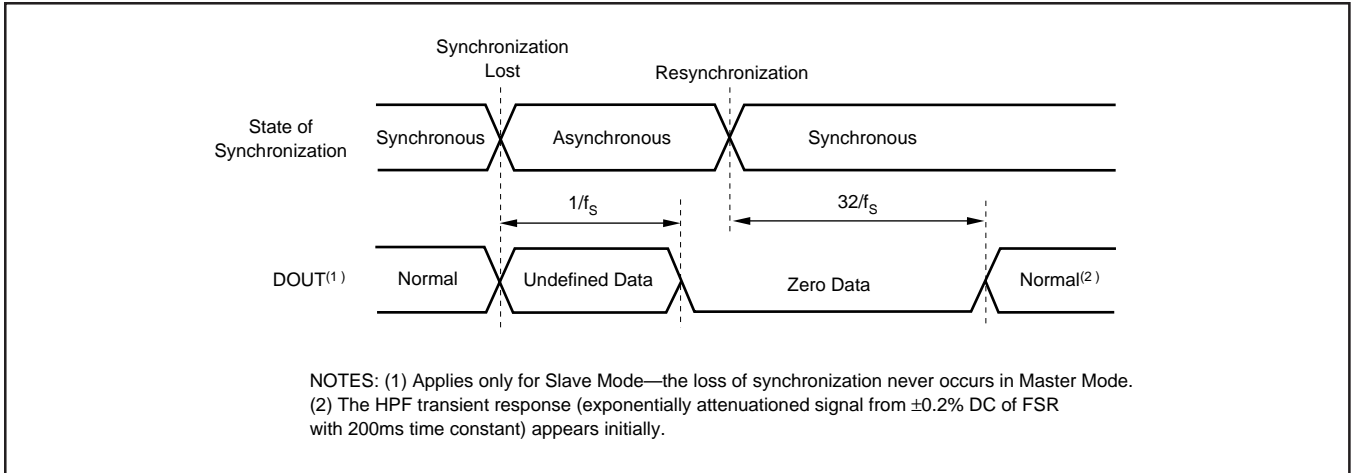 Synchronization
Lost
Resynchronization
State of
Synchronization
Synchronous
Asynchronous
Synchronous
1/fS
32/fS
DOUT(1)
Normal
Undefined Data
Zero Data
Normal(2)
NOTES: (1) Applies only for Slave Mode—the loss of synchronization never occurs in Master Mode.
(2) The HPF transient response (exponentially attenuationed signal from ±0.2% DC of FSR
with 200ms time constant) appears initially.